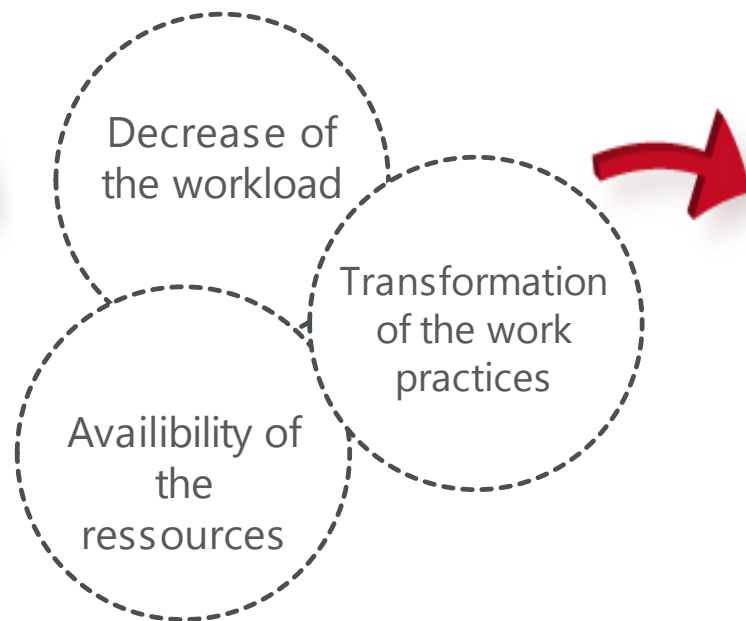 Decrease of
the workload
Transformation
of the work
practices
Availibility of
the
ressources